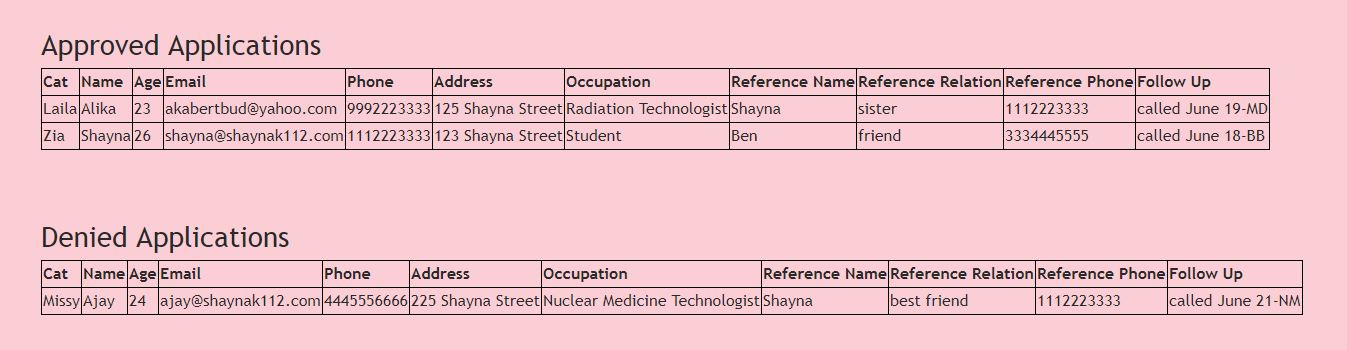 Approved Applications
Cat Name Age Email Phone Address Occupation Reference Name Reference Relation Reference Phone Follow Up
Laila Alika 23 akabertbud@yahoo.com 9992223333 125 Shayna Street Radiation Technologist Shayna sister 1112223333 called June 19-MD
Zia Shayna 26 shayna@shaynak112.com 1112223333 123 Shayna Street Student Ben friend 3334445555 called June 18-BB
Denied Applications
Cat Name Age Email Phone Address Occupation Reference Name Reference Relation Reference Phone Follow Up
Missy Ajay 24 ajay@shaynak112.com 4445556666 225 Shayna Street Nuclear Medicine Technologist Shayna best friend 1112223333 called June 21-NM